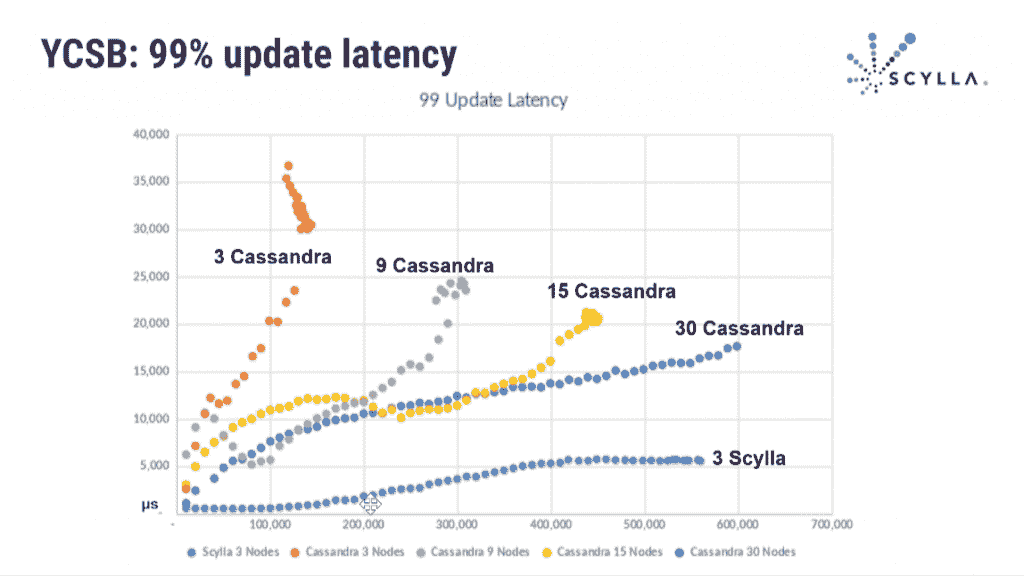 YCSB: 99% update latency
SCYLLA.
99 Update Latency
40,000
35,000
30,000
25,000
20,000
15,000
10,000
5,000
µs
-
3 Cassandra
9 Cassandra
15 Cassandra
30 Cassandra
3 Scylla
- 100,000 200,000 300,000 400,000 500,000 600,000 700,000
Scylla 3 Nodes Cassandra 3 Nodes Cassandra 9 Nodes Cassandra 15 Nodes Cassandra 30 Nodes